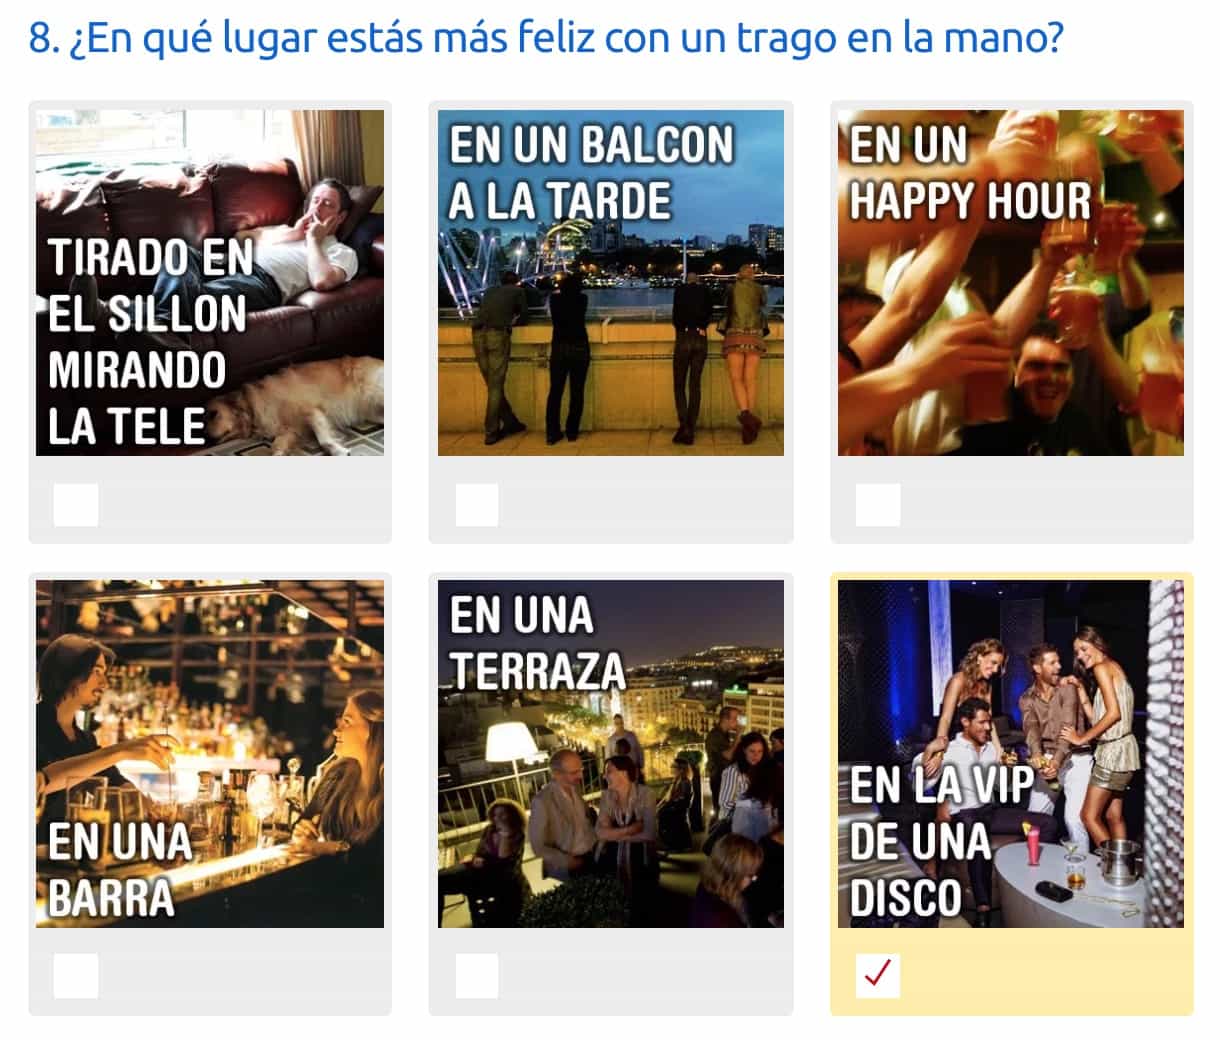 8. ¿En qué lugar estás más feliz con un trago en la mano?
TIRADO EN
EL SILLON
MIRANDO
LA TELE
EN UN BALCON
A LA TARDE
EN UN
HAPPY HOUR
EN UNA
BARRA
EN UNA
TERRAZA
EN LA VIP
DE UNA
DISCO